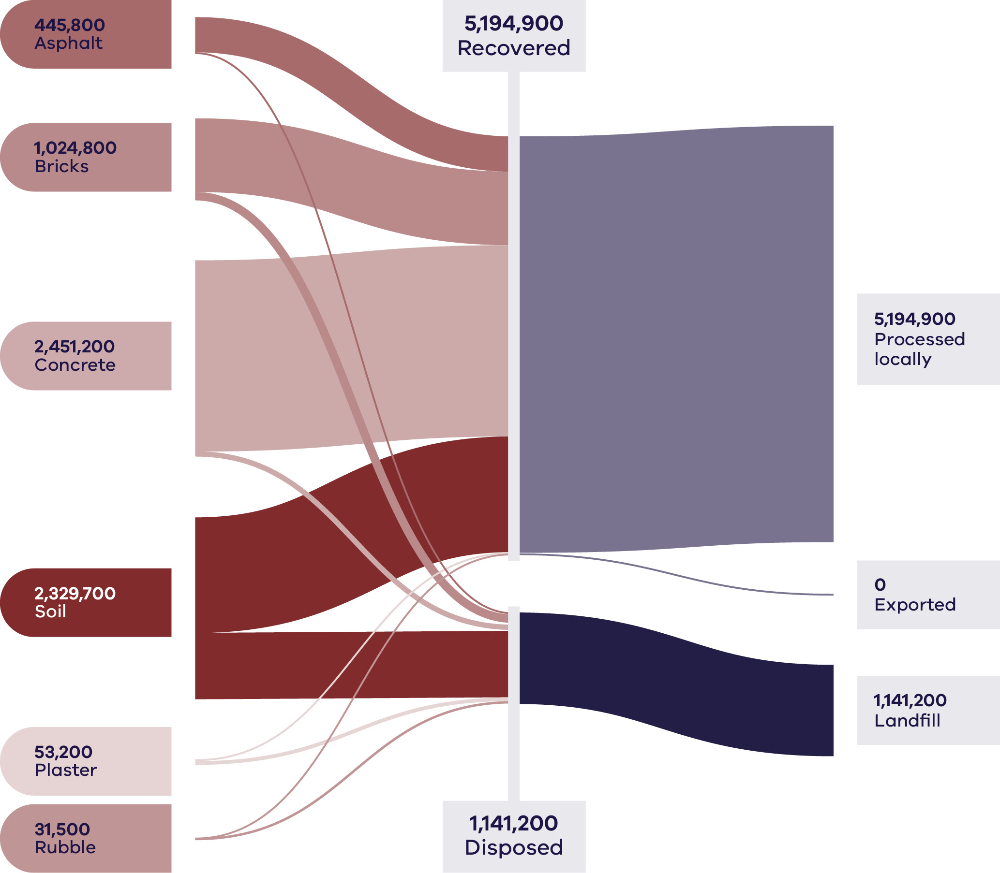 445,800
Asphalt
1,024,800
Bricks
2,451,200
Concrete
2,329,700
Soil
53,200
Plaster
31,500
Rubble
5,194,900
Recovered
1,141,200
Disposed
5,194,900
Processed
locally
0
Exported
1,141,200
Landfill